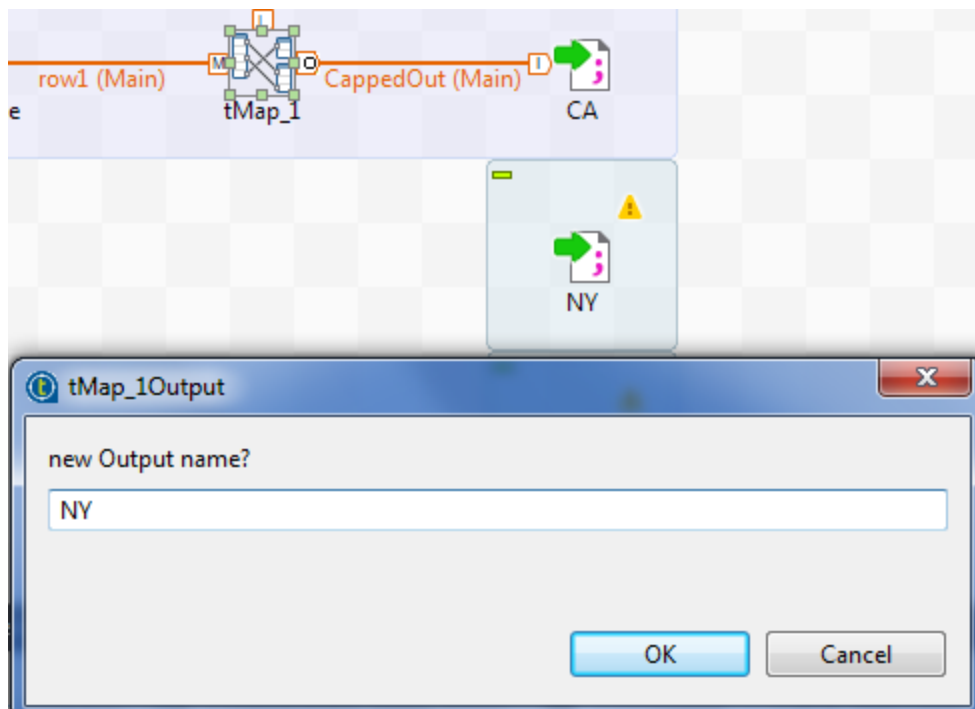 row1 (Main)
M
L
O
CappedOut (Main)
I
e
tMap_1
CA
NY
tMap_1Output
new Output name?
NY
OK
Cancel